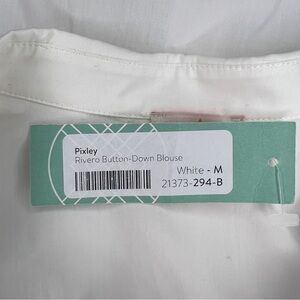 Pixley
Rivero Button-Down Blouse
White - M
21373-294-B